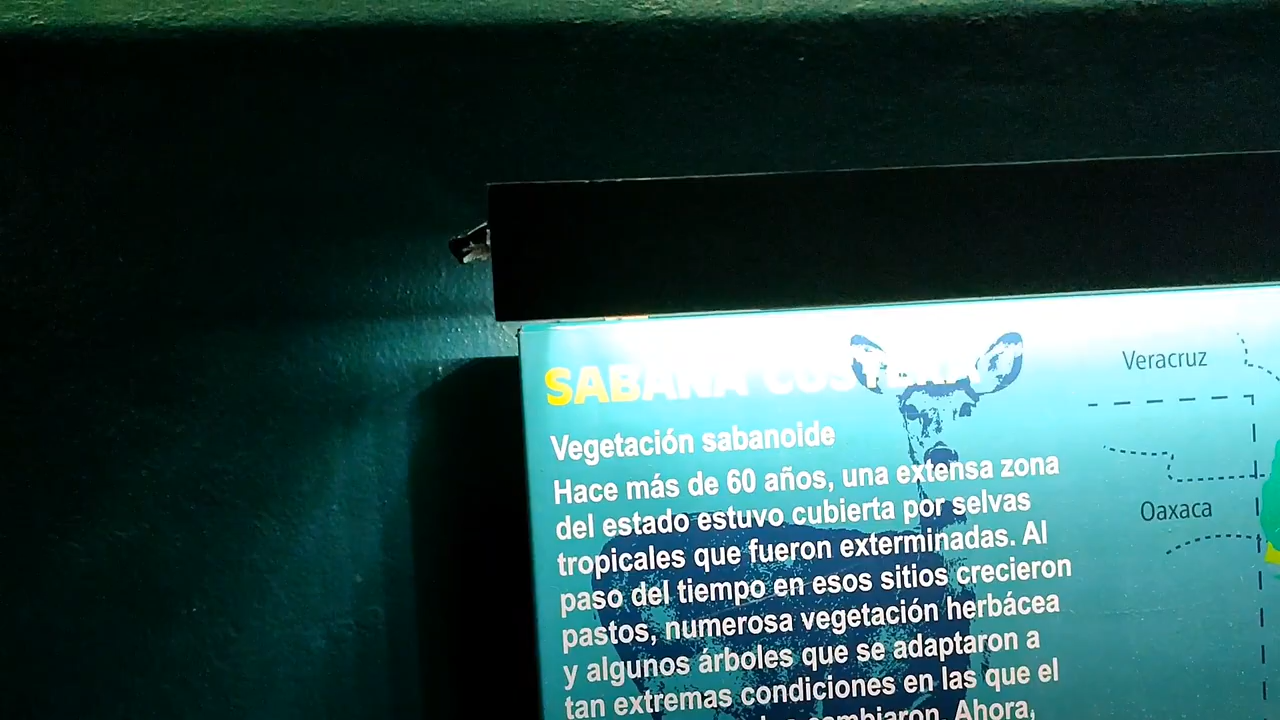 SABANA COSTERA
Vegetación sabanoide
Hace más de 60 años, una extensa zona
del estado estuvo cubierta por selvas
tropicales que fueron exterminadas. Al
paso del tiempo en esos sitios crecieron
pastos, numerosa vegetación herbácea
y algunos árboles que se adaptaron a
tan extremas condiciones en las que el
cambiaron. Ahora,
Veracruz
Oaxaca